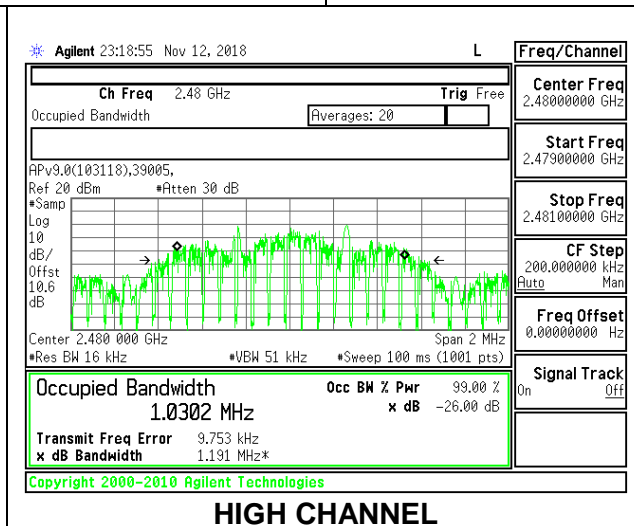 Agilent 23:18:55 Nov 12, 2018 L
Freq/Channel
Ch Freq 2.48 GHz Trig Free
Occupied Bandwidth Averages: 20
Center Freq
2.48000000 GHz
Start Freq
2.47900000 GHz
Stop Freq
2.48100000 GHz
CF Step
200.000000 kHz
Auto Man
Freq Offset
0.00000000 Hz
Signal Track
On Off
APv9.0(103118),39005,
Ref 20 dBm #Atten 30 dB
#Samp
Log
10
dB/
Offst
10.6
dB
Center 2.480 000 GHz Span 2 MHz
#Res BW 16 kHz #VBW 51 kHz #Sweep 100 ms (1001 pts)
Occupied Bandwidth Occ BW % Pwr 99.00 %
1.0302 MHz x dB -26.00 dB
Transmit Freq Error 9.753 kHz
x dB Bandwidth 1.191 MHz*
Copyright 2000-2010 Agilent Technologies
HIGH CHANNEL